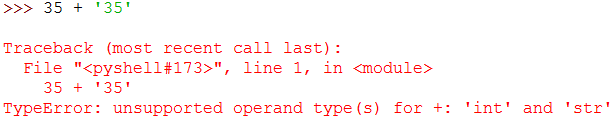 >>> 35 + '35'
Traceback (most recent call last):
  File "<pyshell#173>", line 1, in <module>
    35 + '35'
TypeError: unsupported operand type(s) for +: 'int' and 'str'